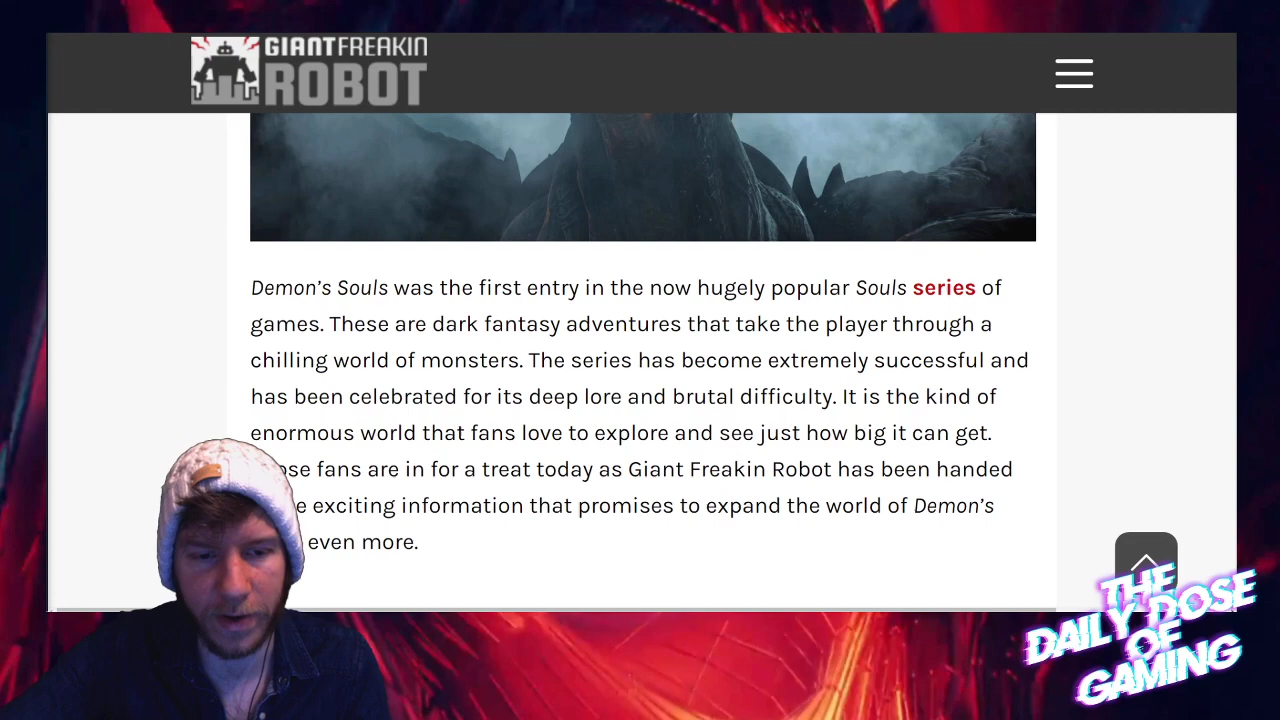 GIANT FREAKIN
ROBOT
Demon's Souls was the first entry in the now hugely popular Souls series of
games. These are dark fantasy adventures that take the player through a
chilling world of monsters. The series has become extremely successful and
has been celebrated for its deep lore and brutal difficulty. It is the kind of
enormous world that fans love to explore and see just how big it can get.
fans are in for a treat today as Giant Freakin Robot has been handed
exciting information that promises to expand the world of Demon's
even more.
THE
DAILY DOSE
OF
GAMING